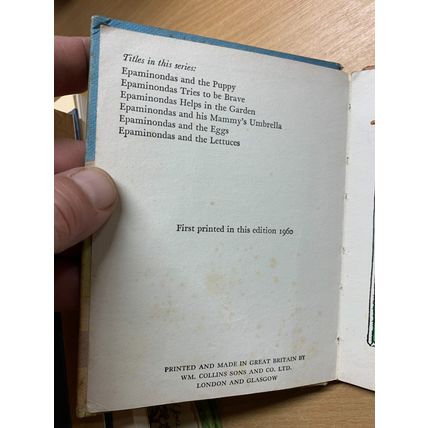 Titles in this series:
Epaminondas and the Puppy
Epaminondas Tries to be Brave
Epaminondas Helps in the Garden
Epaminondas and his Mammy's Umbrella
Epaminondas and the Eggs
Epaminondas and the Lettuces
First printed in this edition 1960
PRINTED AND MADE IN GREAT BRITAIN BY
WM. COLLINS SONS AND CO. LTD.
LONDON AND GLASGOW